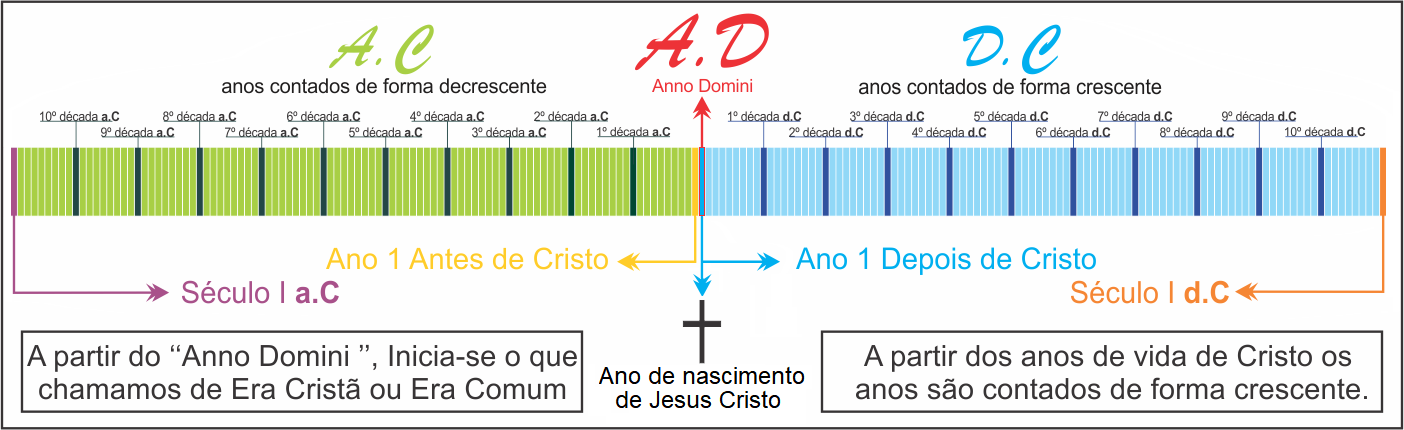 A.C
anos contados de forma decrescente
A.D
Anno Domini
D.C
anos contados de forma crescente
10º década a.C
9º década a.C
8º década a.C
7º década a.C
6º década a.C
5º década a.C
4º década a.C
3º década a.C
2º década a.C
1º década a.C
1º década d.C
2º década d.C
3º década d.C
4º década d.C
5º década d.C
6º década d.C
7º década d.C
8º década d.C
9º década d.C
10º década d.C
Ano 1 Antes de Cristo
Ano 1 Depois de Cristo
Século I a.C
Século I d.C
A partir do “Anno Domini ”, Inicia-se o que
chamamos de Era Cristã ou Era Comum
Ano de nascimento
de Jesus Cristo
A partir dos anos de vida de Cristo os
anos são contados de forma crescente.